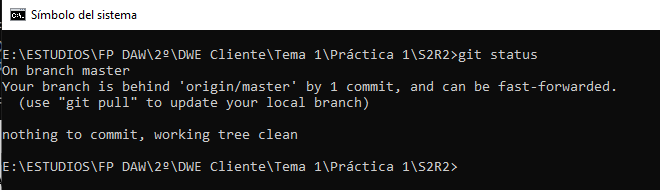 Símbolo del sistema
E:\ESTUDIOS\FP DAW\2º\DWE Cliente\Tema 1\Práctica 1\S2R2>git status
On branch master
Your branch is behind 'origin/master' by 1 commit, and can be fast-forwarded.
  (use "git pull" to update your local branch)
nothing to commit, working tree clean
E:\ESTUDIOS\FP DAW\2º\DWE Cliente\Tema 1\Práctica 1\S2R2>